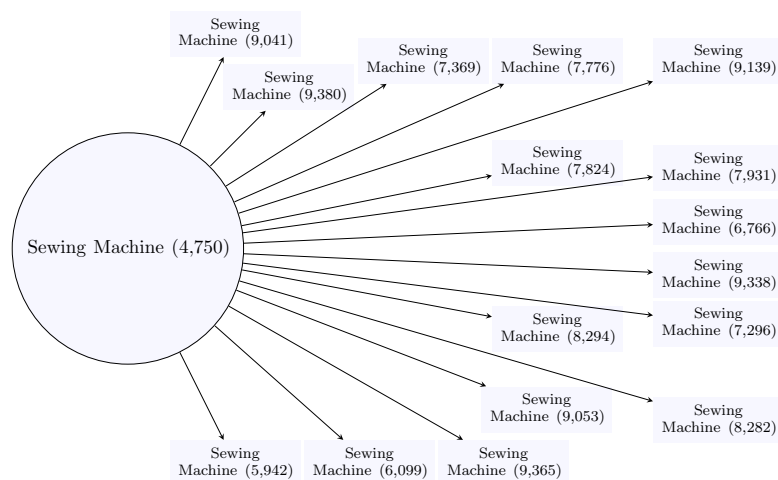 Sewing
Machine (9,041)
Sewing
Machine (7,369)
Sewing
Machine (7,776)
Sewing
Machine (9,139)
Sewing
Machine (9,380)
Sewing
Machine (7,824)
Sewing
Machine (7,931)
Sewing
Machine (6,766)
Sewing Machine (4,750)
Sewing
Machine (9,338)
Sewing
Machine (7,296)
Sewing
Machine (8,294)
Sewing
Machine (9,053)
Sewing
Machine (8,282)
Sewing
Machine (5,942)
Sewing
Machine (6,099)
Sewing
Machine (9,365)